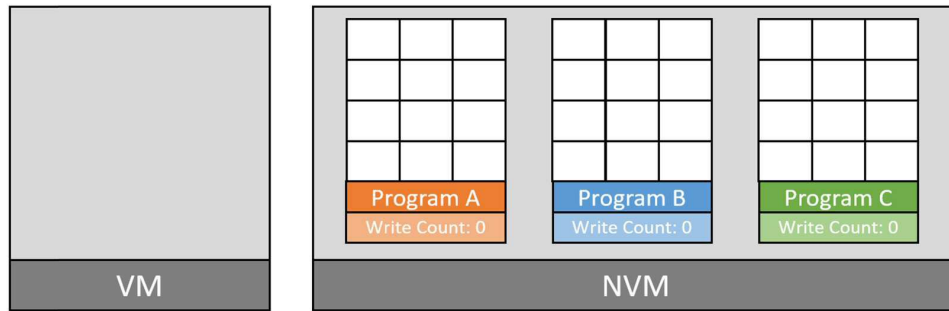 Program A
Write Count: 0
Program B
Write Count: 0
Program C
Write Count: 0
VM
NVM